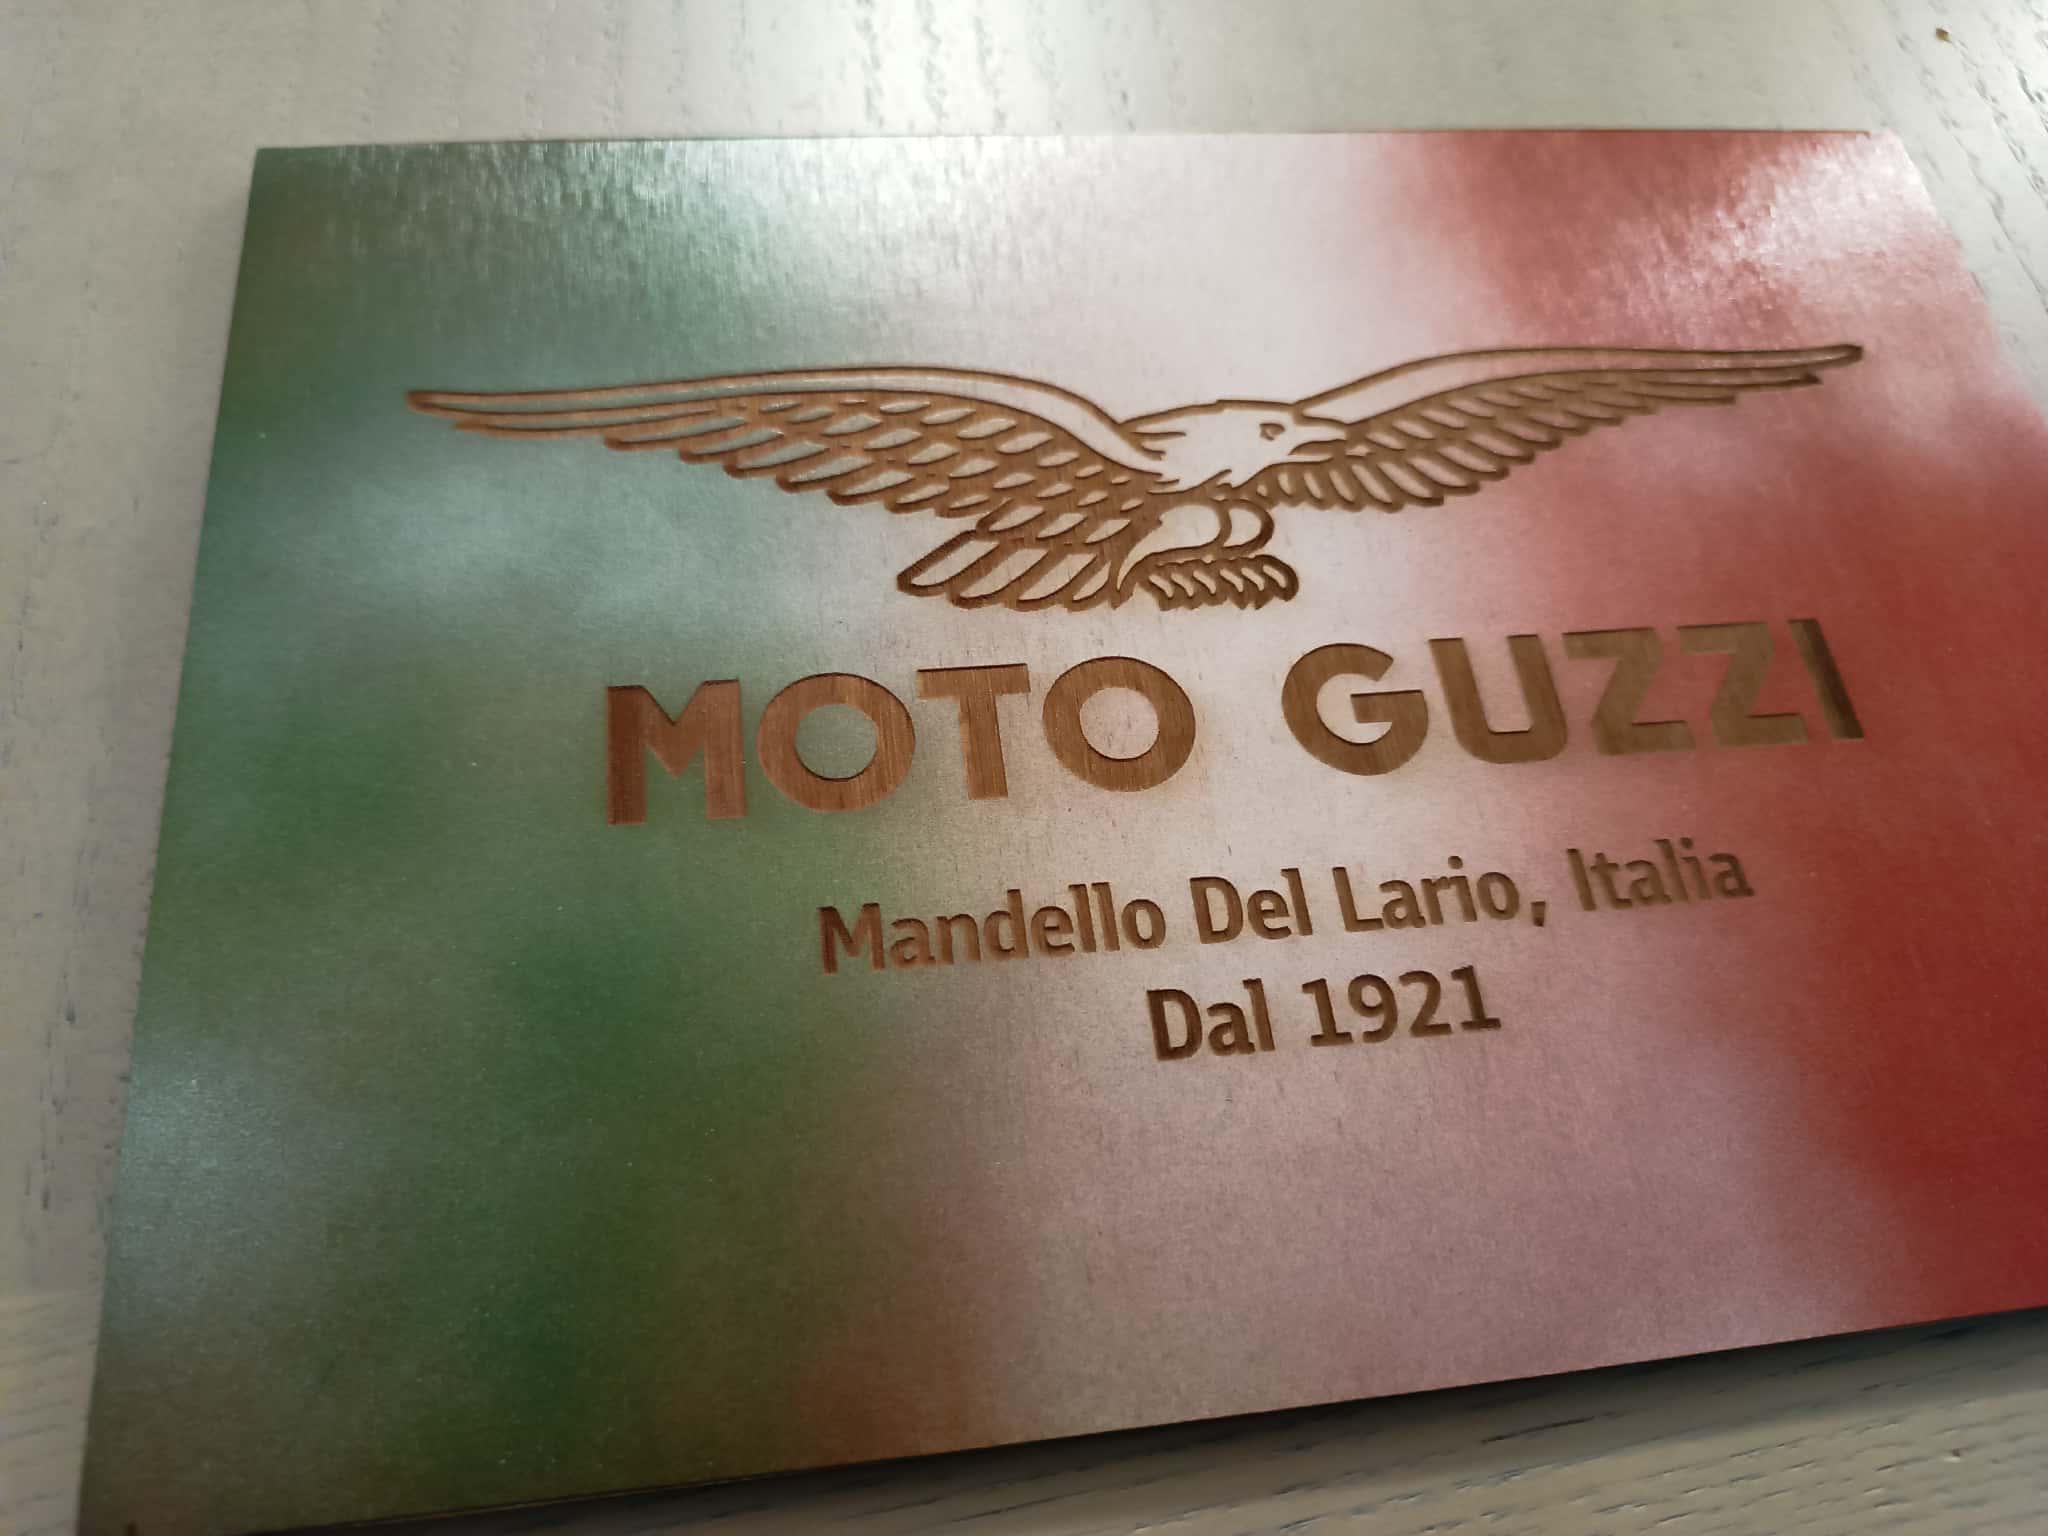 MOTO GUZZI
Mandello Del Lario, Italia
Dal 1921